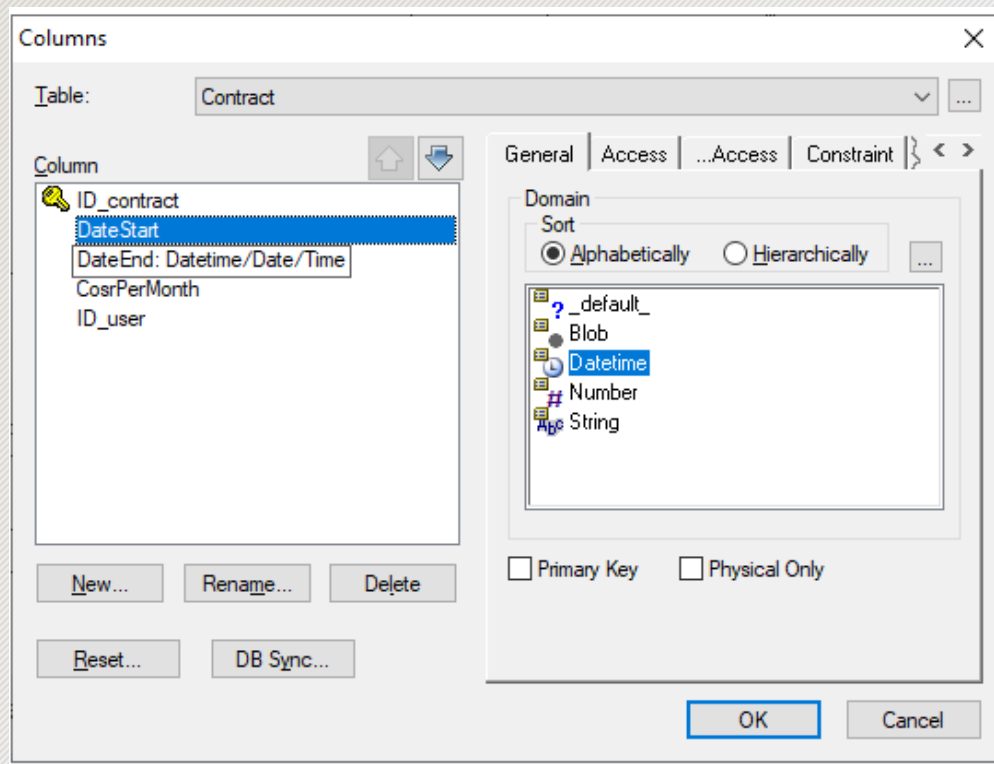 Columns
Table:
Contract
...
Column
ID_contract
DateStart
DateEnd: Datetime/Date/Time
CosrPerMonth
ID_user
New...
Rename...
Delete
Reset...
DB Sync...
General
Access
...Access
Constraint
Domain
Sort
Alphabetically
Hierarchically
...
_default_
Blob
Datetime
Number
String
Primary Key
Physical Only
OK
Cancel